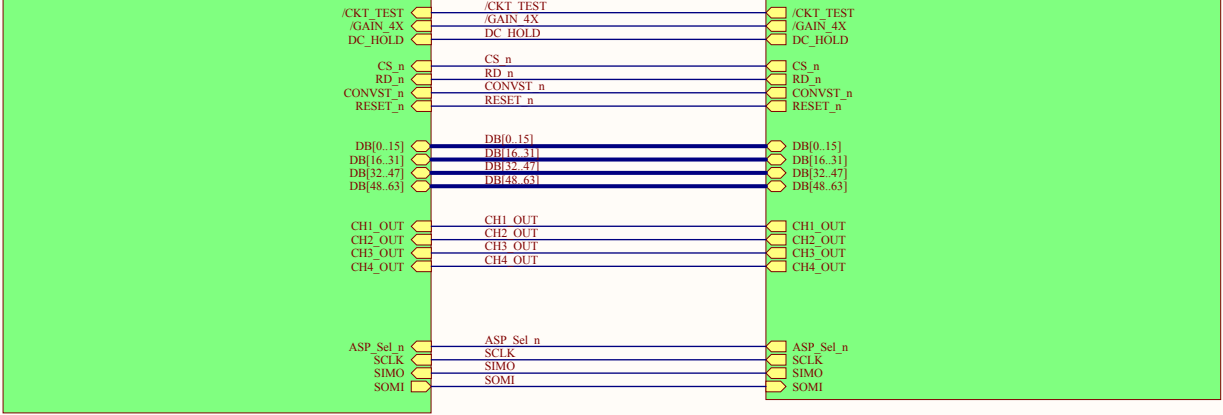 /CKT_TEST /CKT_TEST /CKT_TEST
/GAIN_4X /GAIN_4X /GAIN_4X
DC_HOLD DC_HOLD DC_HOLD
CS_n CS_n CS_n
RD_n RD_n RD_n
CONVST_n CONVST_n CONVST_n
RESET_n RESET_n RESET_n
DB[0..15] DB[0..15] DB[0..15]
DB[16..31] DB[16..31] DB[16..31]
DB[32..47] DB[32..47] DB[32..47]
DB[48..63] DB[48..63] DB[48..63]
CH1_OUT CH1_OUT CH1_OUT
CH2_OUT CH2_OUT CH2_OUT
CH3_OUT CH3_OUT CH3_OUT
CH4_OUT CH4_OUT CH4_OUT
ASP_Sel_n ASP_Sel_n ASP_Sel_n
SCLK SCLK SCLK
SIMO SIMO SIMO
SOMI SOMI SOMI